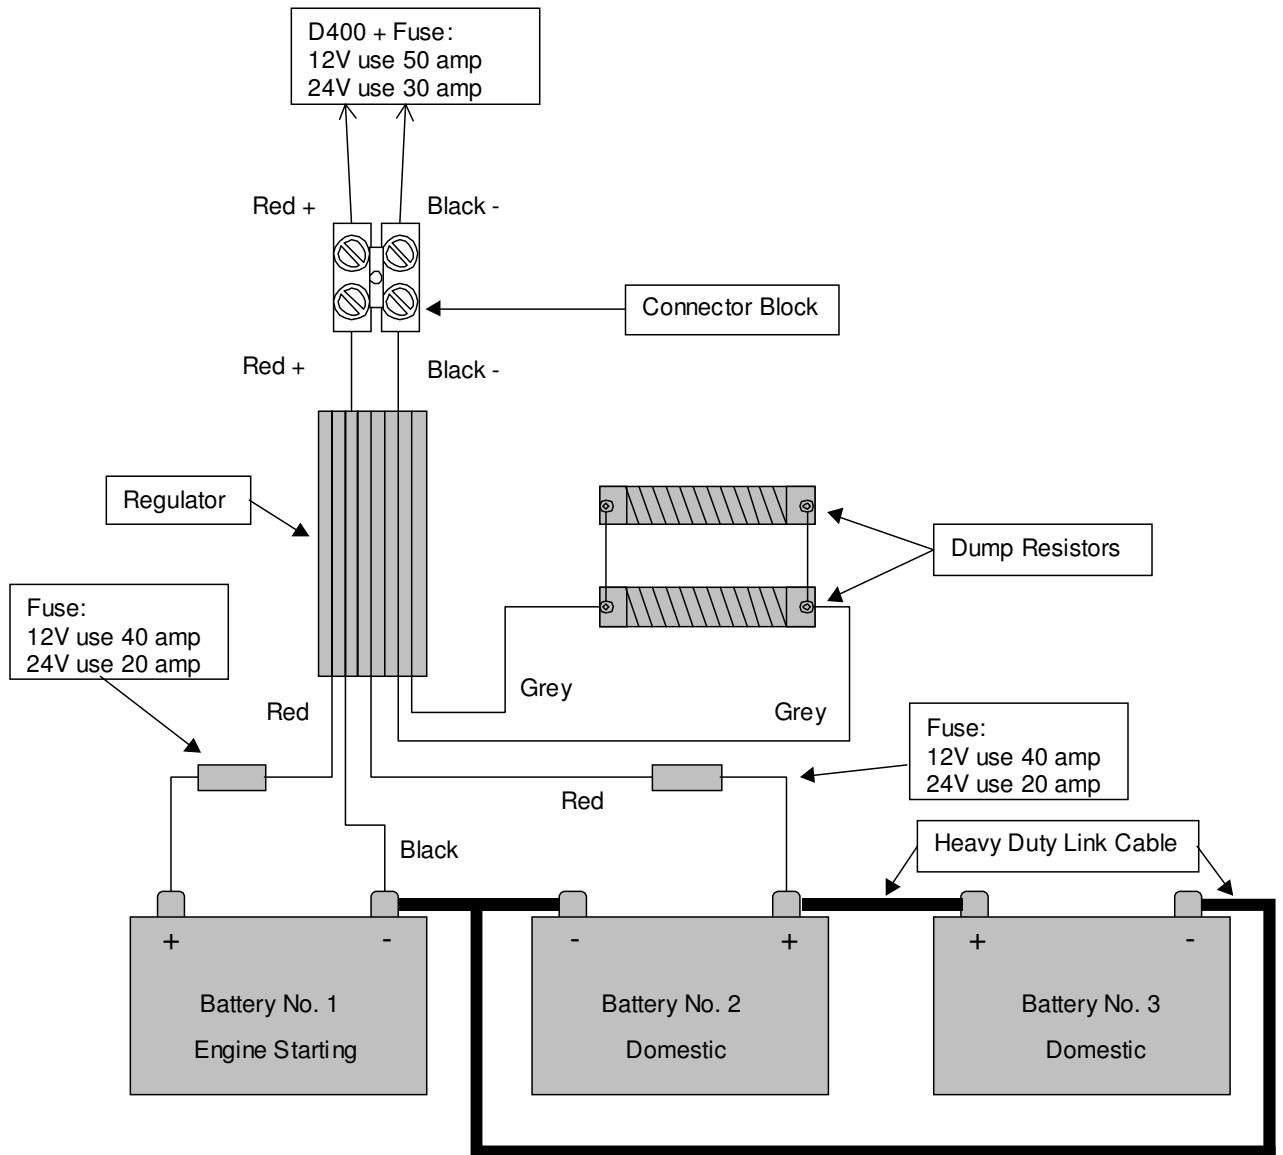 D400 + Fuse:
12V use 50 amp
24V use 30 amp
Red +
Black -
Connector Block
Red +
Black -
Regulator
Dump Resistors
Fuse:
12V use 40 amp
24V use 20 amp
Grey
Red
Grey
Fuse:
12V use 40 amp
24V use 20 amp
Red
Black
Heavy Duty Link Cable
+
-
-
+
+
-
Battery No. 1
Engine Starting
Battery No. 2
Domestic
Battery No. 3
Domestic